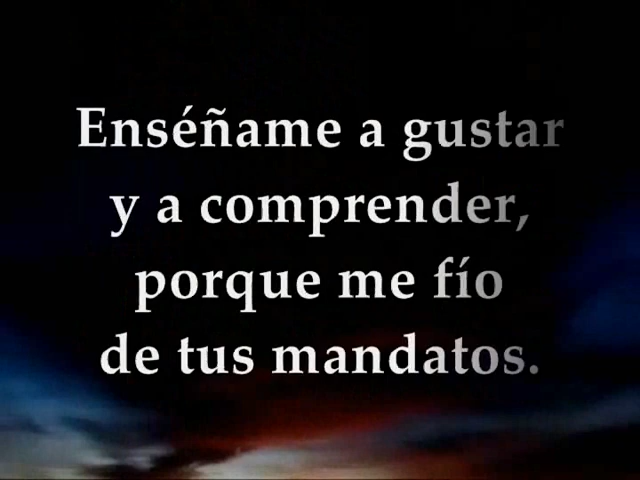 Enséñame a gustar
y a comprender,
porque me fío
de tus mandatos.